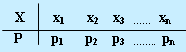 X x₁ x₂ x₃ ....... xₙ
P p₁ p₂ p₃ ........ pₙ